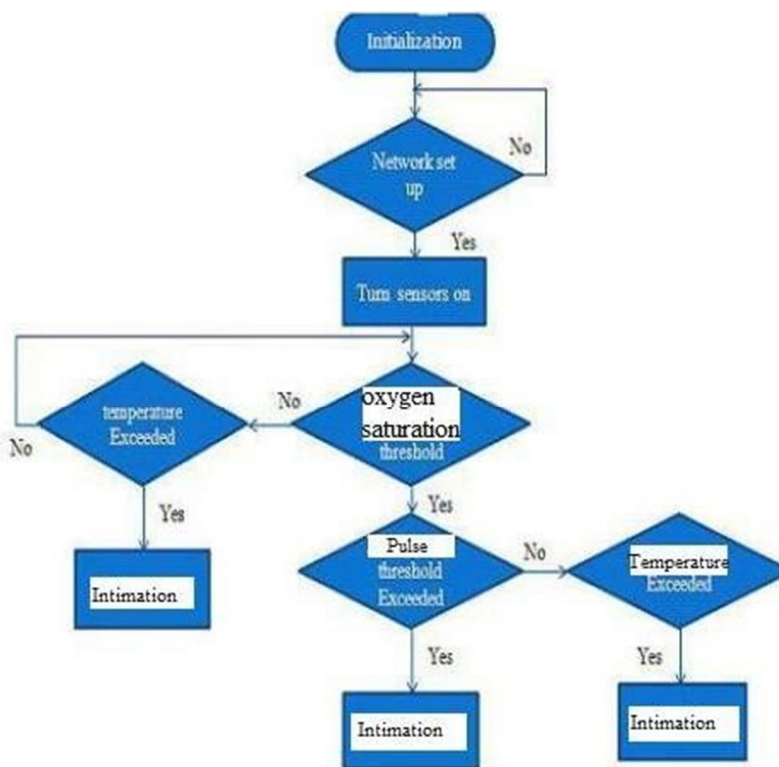 Initialization
Network set
up
No
Yes
Turn sensors on
temperature
Exceeded
No
No
oxygen
saturation
threshold
Yes
Yes
Intimation
Pulse
threshold
Exceeded
No
Temperature
Exceeded
Yes
Yes
Intimation
Intimation